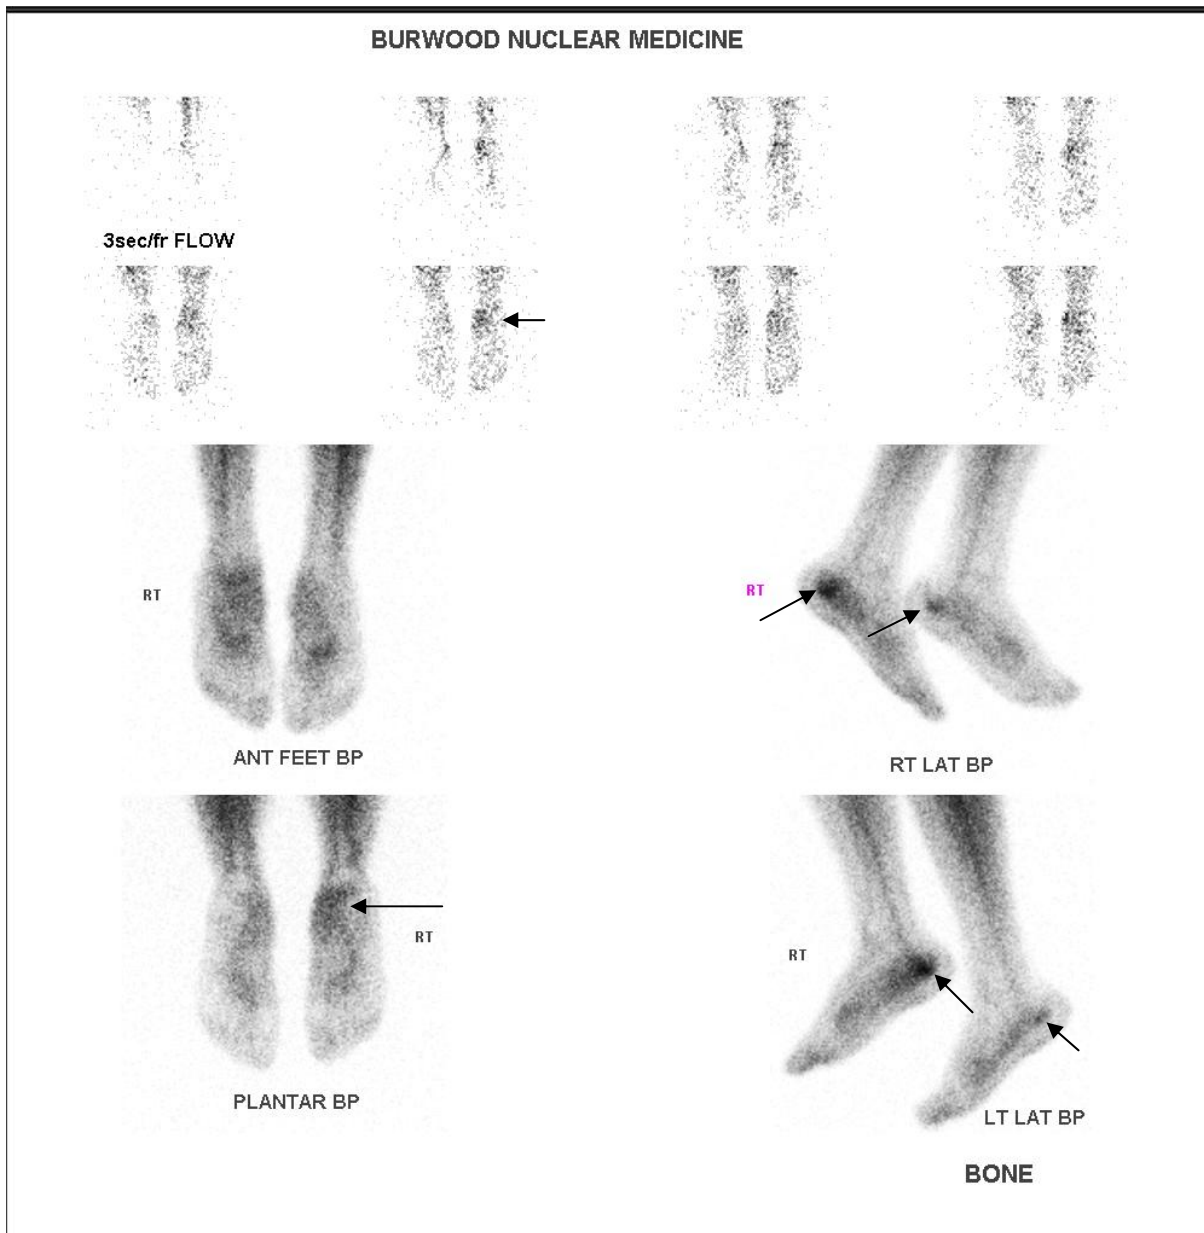 BURWOOD NUCLEAR MEDICINE
3sec/fr FLOW
RT
RT
ANT FEET BP
RT LAT BP
RT
RT
PLANTAR BP
LT LAT BP
BONE